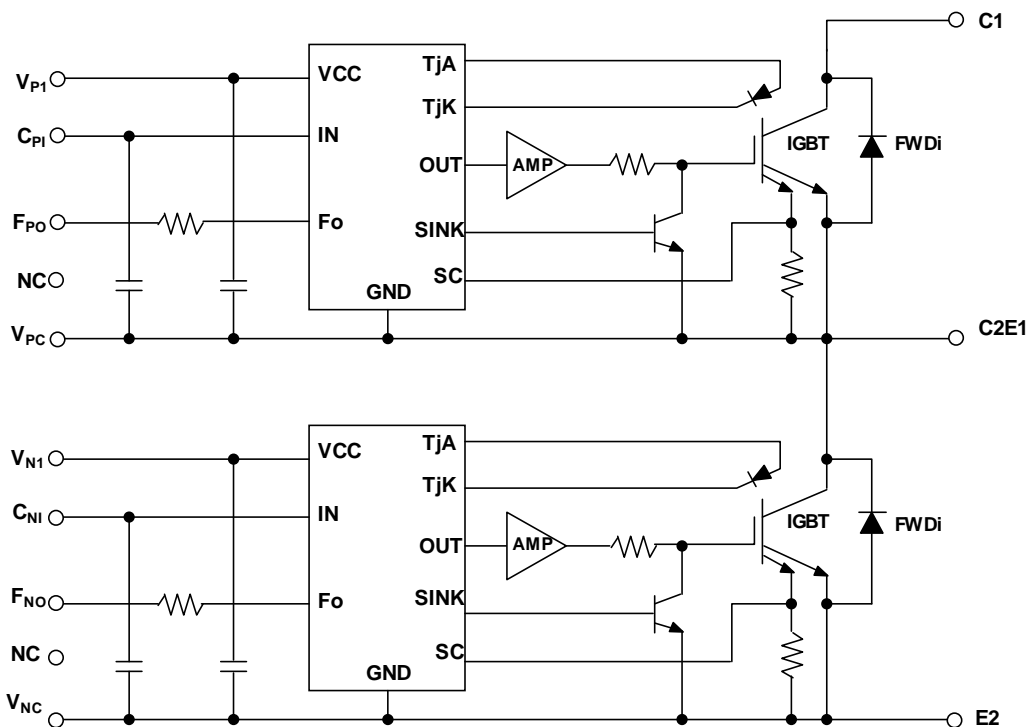 C1
TjA
VCC
VP1
TjK
CPI
IN
IGBT
FWDi
OUT
AMP
FPO
Fo
SINK
SC
NC
GND
VPC
C2E1
TjA
VCC
VN1
TjK
CNI
IN
IGBT
FWDi
OUT
AMP
FNO
Fo
SINK
SC
NC
GND
VNC
E2